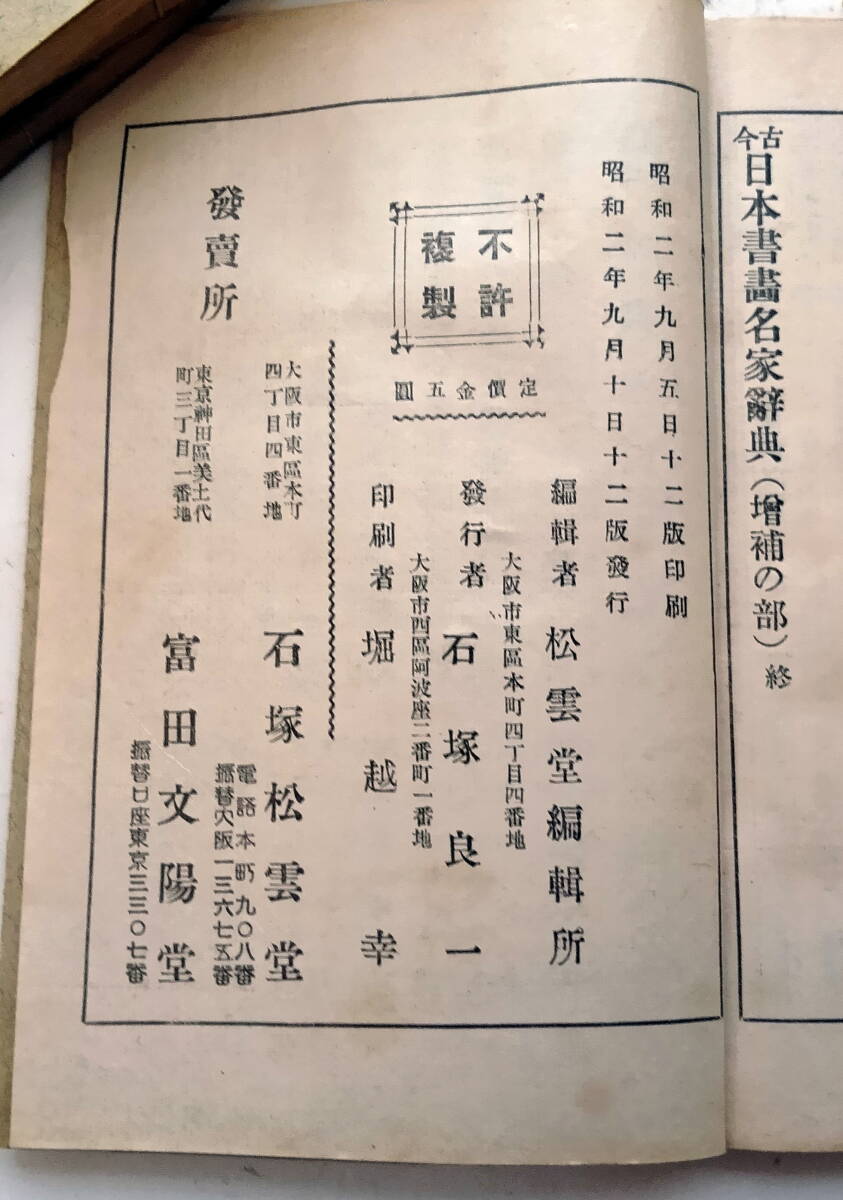 古今日本書畫名家辭典(增補の部)終
昭和二年九月五日十二版印刷
昭和二年九月十日十二版發行
不許
複製
定價金五圓
編輯者 松雲堂編輯所
大阪市東區本町四丁目四番地
發行者 石塚良一
大阪市西區阿波座二番町一番地
印刷者 堀越幸
發賣所
大阪市東區本町
四丁目四番地
石塚松雲堂
電話本町九〇八番
振替大阪一三六七五番
東京神田區美土代
町三丁目一番地
富田文陽堂
振替口座東京三三〇七番